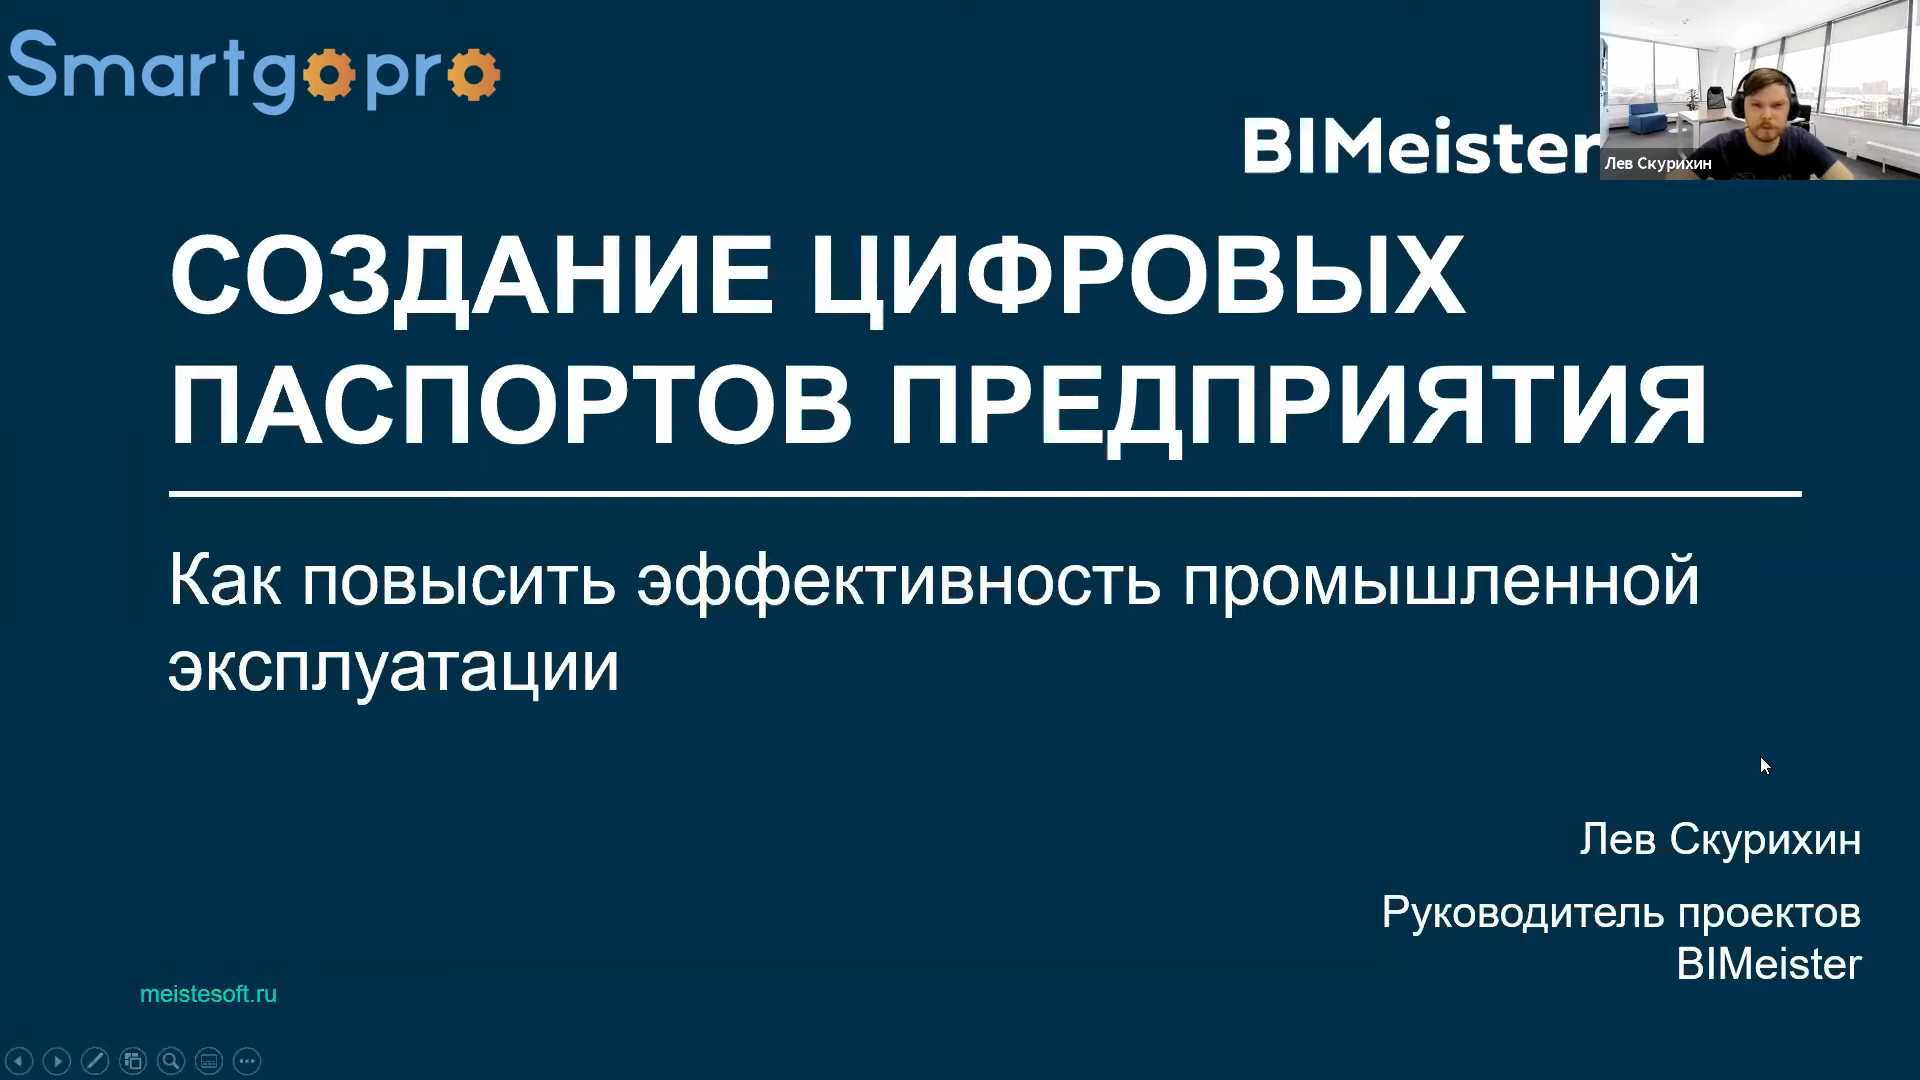 Smartgopro
BIMeister
Лев Скурихин
СОЗДАНИЕ ЦИФРОВЫХ
ПАСПОРТОВ ПРЕДПРИЯТИЯ
Как повысить эффективность промышленной
эксплуатации
Лев Скурихин
Руководитель проектов
BIMeister
meistesoft.ru